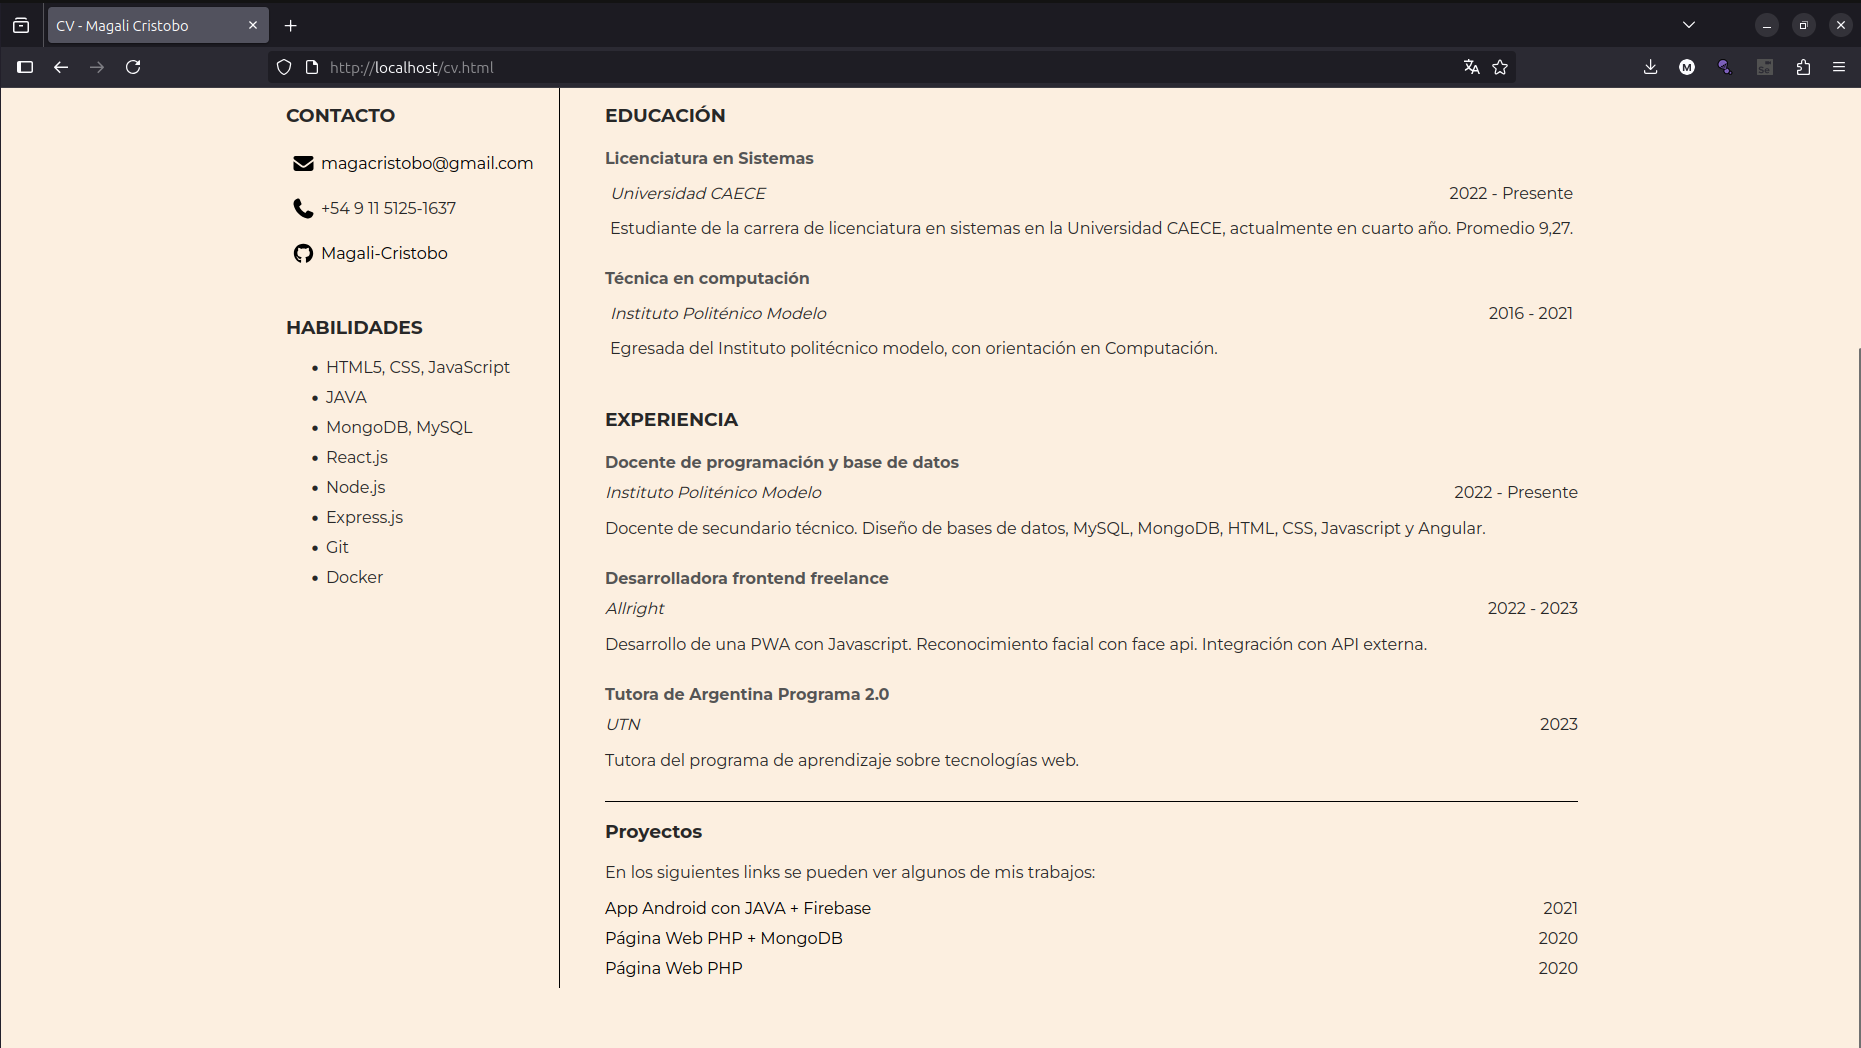 CV - Magali Cristobo
http://localhost/cv.html
CONTACTO
magacristobo@gmail.com
+54 9 11 5125-1637
Magali-Cristobo
HABILIDADES
HTML5, CSS, JavaScript
JAVA
MongoDB, MySQL
React.js
Node.js
Express.js
Git
Docker
EDUCACIÓN
Licenciatura en Sistemas
Universidad CAECE 2022 - Presente
Estudiante de la carrera de licenciatura en sistemas en la Universidad CAECE, actualmente en cuarto año. Promedio 9,27.
Técnica en computación
Instituto Politénico Modelo 2016 - 2021
Egresada del Instituto politécnico modelo, con orientación en Computación.
EXPERIENCIA
Docente de programación y base de datos
Instituto Politénico Modelo 2022 - Presente
Docente de secundario técnico. Diseño de bases de datos, MySQL, MongoDB, HTML, CSS, Javascript y Angular.
Desarrolladora frontend freelance
Allright 2022 - 2023
Desarrollo de una PWA con Javascript. Reconocimiento facial con face api. Integración con API externa.
Tutora de Argentina Programa 2.0
UTN 2023
Tutora del programa de aprendizaje sobre tecnologías web.
Proyectos
En los siguientes links se pueden ver algunos de mis trabajos:
App Android con JAVA + Firebase 2021
Página Web PHP + MongoDB 2020
Página Web PHP 2020